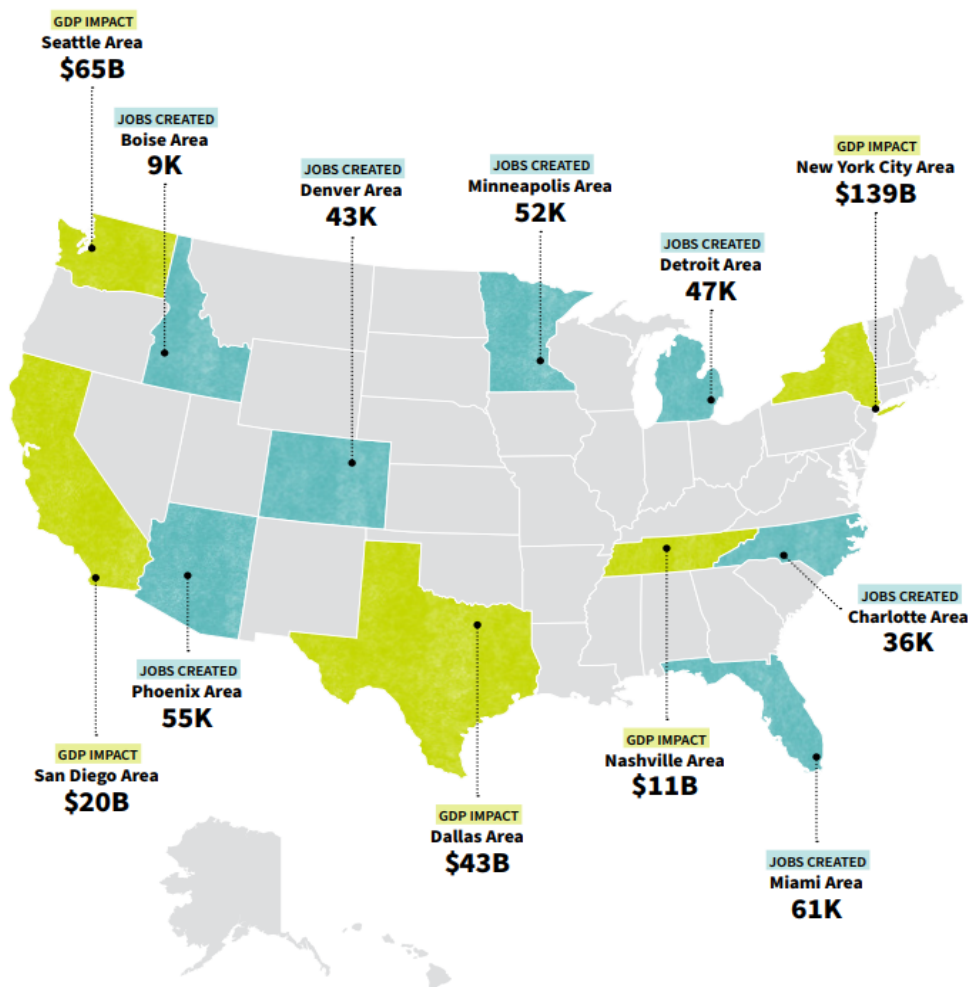 GDP IMPACT
Seattle Area
$65B
JOBS CREATED
Boise Area
9K
JOBS CREATED
Denver Area
43K
JOBS CREATED
Minneapolis Area
52K
GDP IMPACT
New York City Area
$139B
JOBS CREATED
Detroit Area
47K
JOBS CREATED
Charlotte Area
36K
JOBS CREATED
Phoenix Area
55K
GDP IMPACT
San Diego Area
$20B
GDP IMPACT
Nashville Area
$11B
GDP IMPACT
Dallas Area
$43B
JOBS CREATED
Miami Area
61K